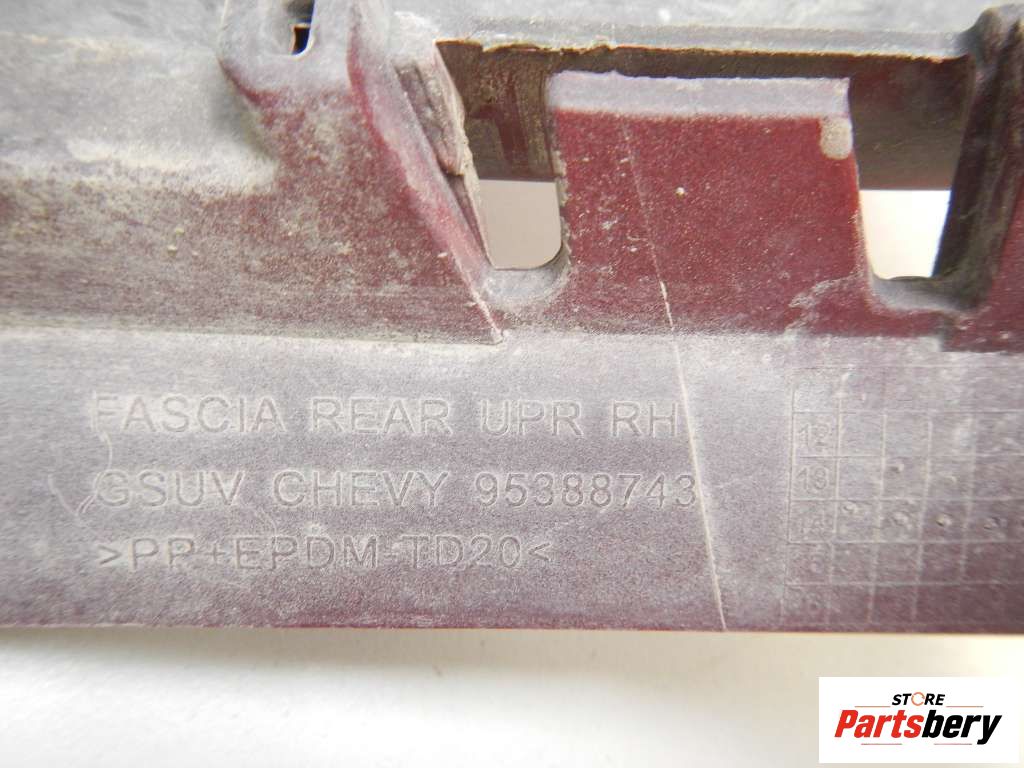 FASCIA REAR UPR RH
GSUV CHEVY 95388743
>PP+EPDM-TD20<
12
13
14
STORE
Partsbery